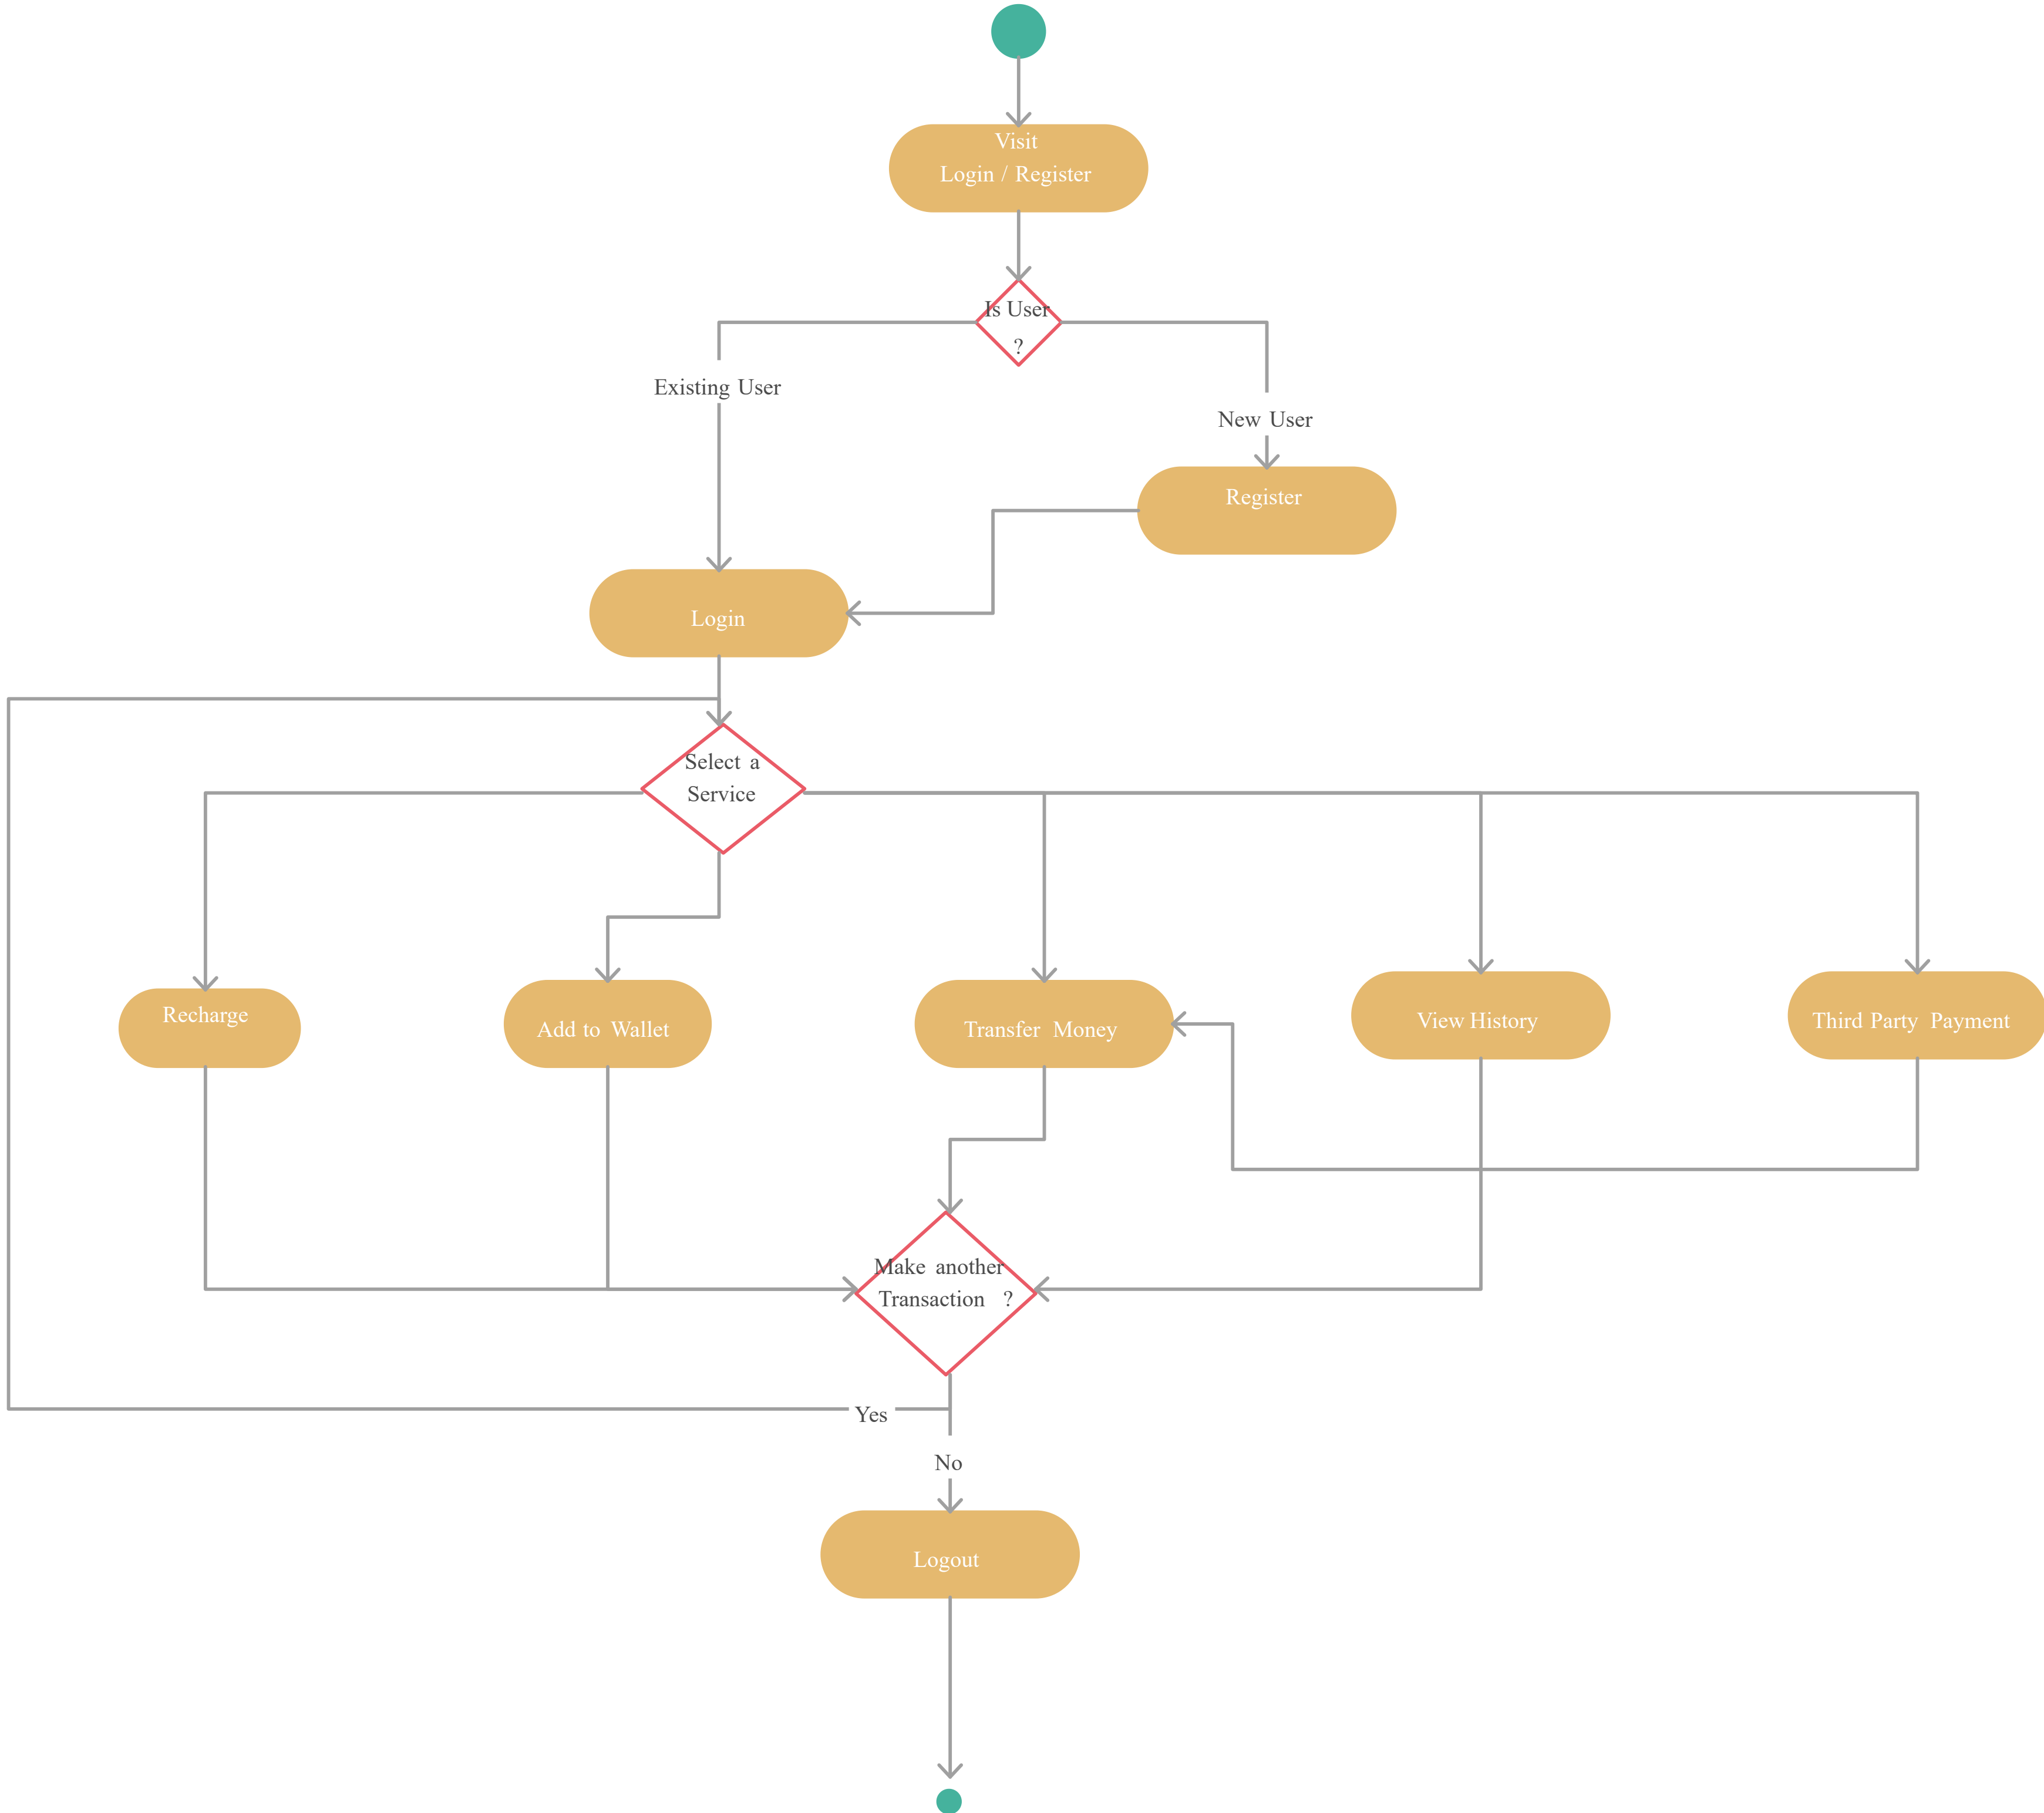 Visit
Login / Register
Is User
?
Existing User
New User
Register
Login
Select a
Service
Recharge
Add to Wallet
Transfer Money
View History
Third Party Payment
Make another
Transaction ?
Yes
No
Logout